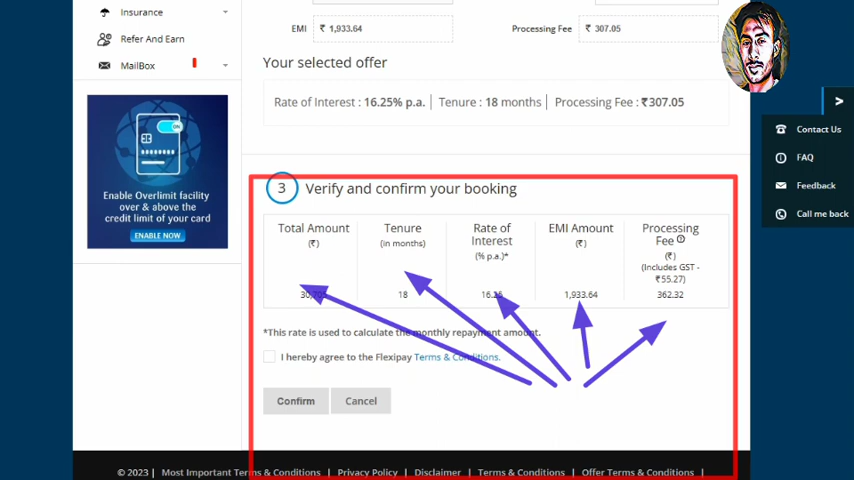 Insurance
Refer And Earn
MailBox
ON
Enable Overlimit facility
over & above the
credit limit of your card
ENABLE NOW
EMI
₹ 1,933.64
Processing Fee
₹ 307.05
Your selected offer
Rate of Interest : 16.25% p.a. | Tenure : 18 months | Processing Fee : ₹307.05
>
Contact Us
FAQ
Feedback
Call me back
3 Verify and confirm your booking
Total Amount
(₹)
Tenure
(in months)
18
Rate of
Interest
(% p.a.)*
16.25
EMI Amount
(₹)
1,933.64
Processing
Fee
(₹)
(Includes GST -
₹55.27)
362.32
*This rate is used to calculate the monthly repayment amount.
I hereby agree to the Flexipay Terms & Conditions.
Confirm
Cancel
© 2023 | Most Important Terms & Conditions | Privacy Policy | Disclaimer | Terms & Conditions | Offer Terms & Conditions |